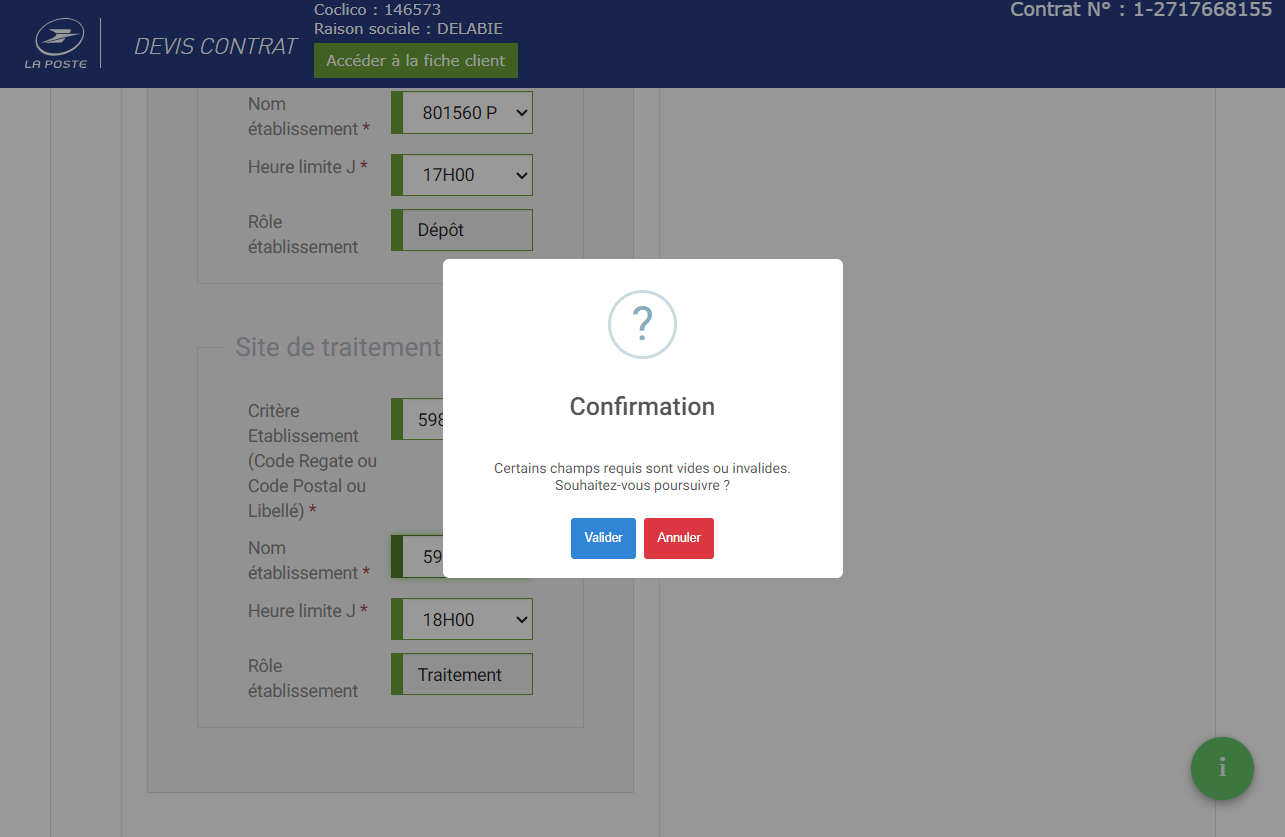 Coclico : 146573
Contrat N° : 1-2717668155
Raison sociale : DELABIE
DEVIS CONTRAT
LA POSTE
Accéder à la fiche client
Nom
établissement *
801560 P
Heure limite J *
17H00
Rôle
établissement
Dépôt
?
Site de traitement
Confirmation
Critère
Etablissement
(Code Regate ou
Code Postal ou
Libellé) *
598
Certains champs requis sont vides ou invalides.
Souhaitez-vous poursuivre ?
Valider
Annuler
Nom
établissement *
59
Heure limite J *
18H00
Rôle
établissement
Traitement
i